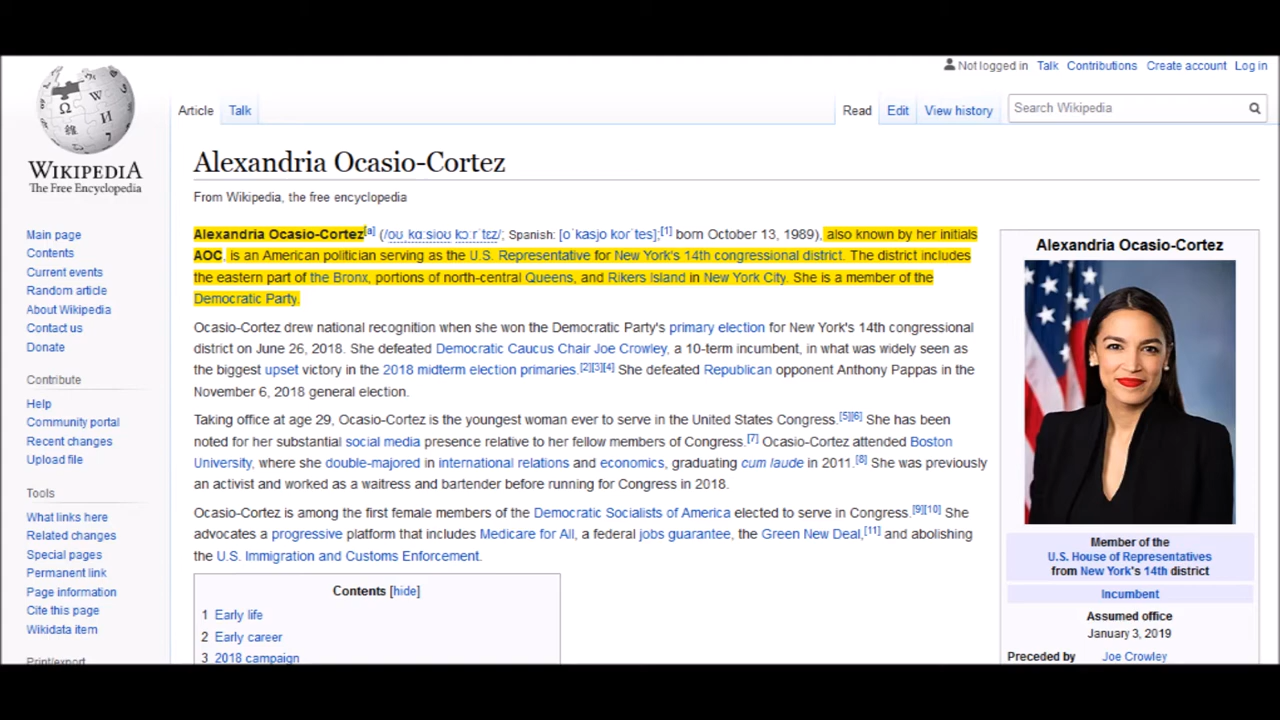 Not logged in Talk Contributions Create account Log in
Article Talk Read Edit View history Search Wikipedia
WIKIPEDIA
The Free Encyclopedia
Main page
Contents
Current events
Random article
About Wikipedia
Contact us
Donate
Contribute
Help
Community portal
Recent changes
Upload file
Tools
What links here
Related changes
Special pages
Permanent link
Page information
Cite this page
Wikidata item
Print/export
Alexandria Ocasio-Cortez
From Wikipedia, the free encyclopedia
Alexandria Ocasio-Cortez[a] (/oʊˌkɑːsioʊ kɔːrˈtɛz/; Spanish: [oˈkasjo koɾˈtes];[1] born October 13, 1989), also known by her initials
AOC, is an American politician serving as the U.S. Representative for New York's 14th congressional district. The district includes
the eastern part of the Bronx, portions of north-central Queens, and Rikers Island in New York City. She is a member of the
Democratic Party.
Ocasio-Cortez drew national recognition when she won the Democratic Party's primary election for New York's 14th congressional
district on June 26, 2018. She defeated Democratic Caucus Chair Joe Crowley, a 10-term incumbent, in what was widely seen as
the biggest upset victory in the 2018 midterm election primaries.[2][3][4] She defeated Republican opponent Anthony Pappas in the
November 6, 2018 general election.
Taking office at age 29, Ocasio-Cortez is the youngest woman ever to serve in the United States Congress.[5][6] She has been
noted for her substantial social media presence relative to her fellow members of Congress.[7] Ocasio-Cortez attended Boston
University, where she double-majored in international relations and economics, graduating cum laude in 2011.[8] She was previously
an activist and worked as a waitress and bartender before running for Congress in 2018.
Ocasio-Cortez is among the first female members of the Democratic Socialists of America elected to serve in Congress.[9][10] She
advocates a progressive platform that includes Medicare for All, a federal jobs guarantee, the Green New Deal,[11] and abolishing
the U.S. Immigration and Customs Enforcement.
Contents [hide]
1 Early life
2 Early career
3 2018 campaign
Alexandria Ocasio-Cortez
Member of the
U.S. House of Representatives
from New York's 14th district
Incumbent
Assumed office
January 3, 2019
Preceded by Joe Crowley